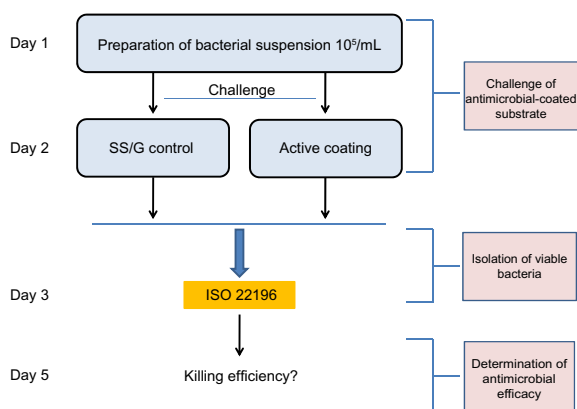 Day 1
Preparation of bacterial suspension 10⁵/mL
Challenge
Challenge of
antimicrobial-coated
substrate
Day 2
SS/G control
Active coating
Isolation of viable
bacteria
Day 3
ISO 22196
Day 5
Killing efficiency?
Determination of
antimicrobial
efficacy